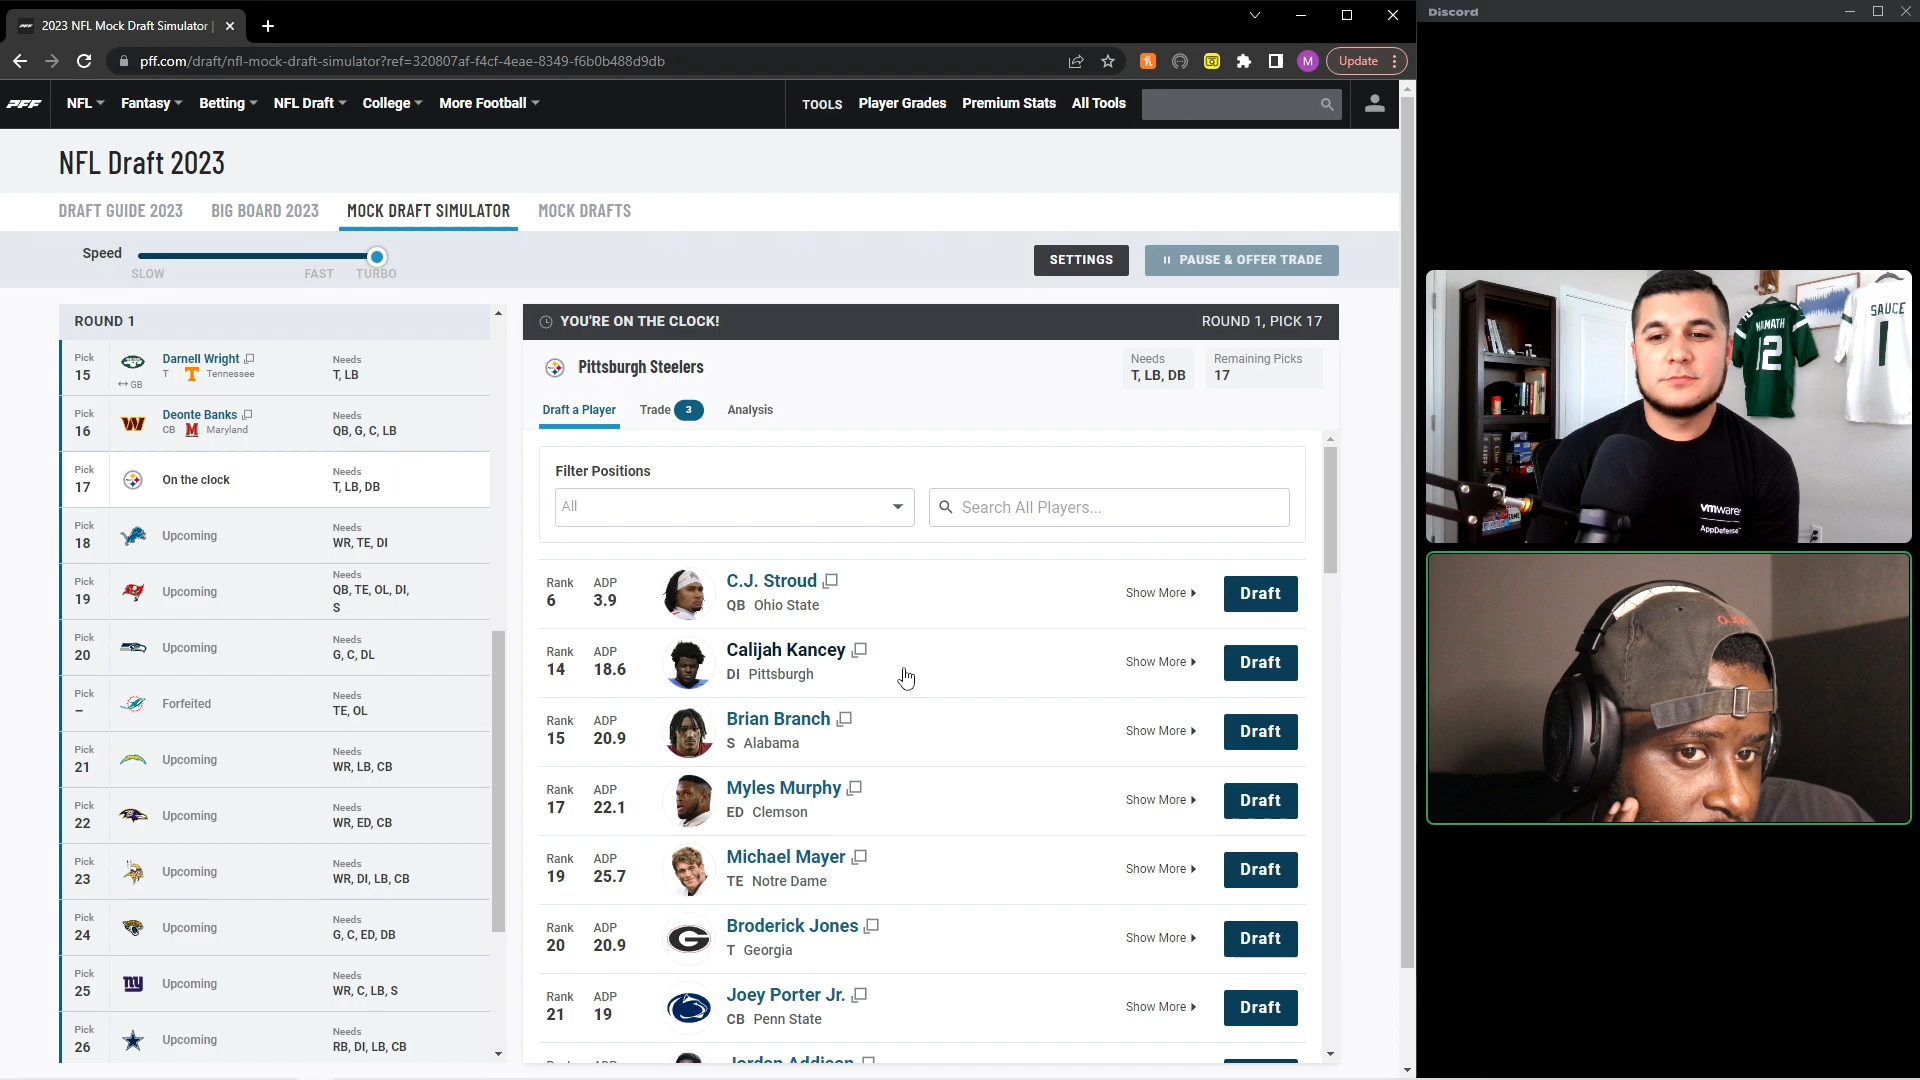 2023 NFL Mock Draft Simulator |
Discord
pff.com/draft/nfl-mock-draft-simulator?ref=320807af-f4cf-4eae-8349-f6b0b488d9db
M
Update
PFF
NFL
Fantasy
Betting
NFL Draft
College
More Football
TOOLS
Player Grades
Premium Stats
All Tools
NFL Draft 2023
DRAFT GUIDE 2023
BIG BOARD 2023
MOCK DRAFT SIMULATOR
MOCK DRAFTS
Speed
SLOW
FAST
TURBO
SETTINGS
PAUSE & OFFER TRADE
ROUND 1
Pick
15
GB
Darnell Wright
T
T Tennessee
Needs
T, LB
Pick
16
W
Deonte Banks
CB
M Maryland
Needs
QB, G, C, LB
Pick
17
On the clock
Needs
T, LB, DB
Pick
18
Upcoming
Needs
WR, TE, DI
Pick
19
Upcoming
Needs
QB, TE, OL, DI,
S
Pick
20
Upcoming
Needs
G, C, DL
Pick
–
Forfeited
Needs
TE, OL
Pick
21
Upcoming
Needs
WR, LB, CB
Pick
22
Upcoming
Needs
WR, ED, CB
Pick
23
Upcoming
Needs
WR, DI, LB, CB
Pick
24
Upcoming
Needs
G, C, ED, DB
Pick
25
ny
Upcoming
Needs
WR, C, LB, S
Pick
26
Upcoming
Needs
RB, DI, LB, CB
YOU'RE ON THE CLOCK!
ROUND 1, PICK 17
Pittsburgh Steelers
Needs
T, LB, DB
Remaining Picks
17
Draft a Player
Trade 3
Analysis
Filter Positions
All
Search All Players...
Rank
6
ADP
3.9
C.J. Stroud
QB Ohio State
Show More
Draft
Rank
14
ADP
18.6
Calijah Kancey
DI Pittsburgh
Show More
Draft
Rank
15
ADP
20.9
Brian Branch
S Alabama
Show More
Draft
Rank
17
ADP
22.1
Myles Murphy
ED Clemson
Show More
Draft
Rank
19
ADP
25.7
Michael Mayer
TE Notre Dame
Show More
Draft
Rank
20
ADP
20.9
G
Broderick Jones
T Georgia
Show More
Draft
Rank
21
ADP
19
Joey Porter Jr.
CB Penn State
Show More
Draft
Jordan Addison
NAMATH
12
SAUCE
1
vmware
AppDefense